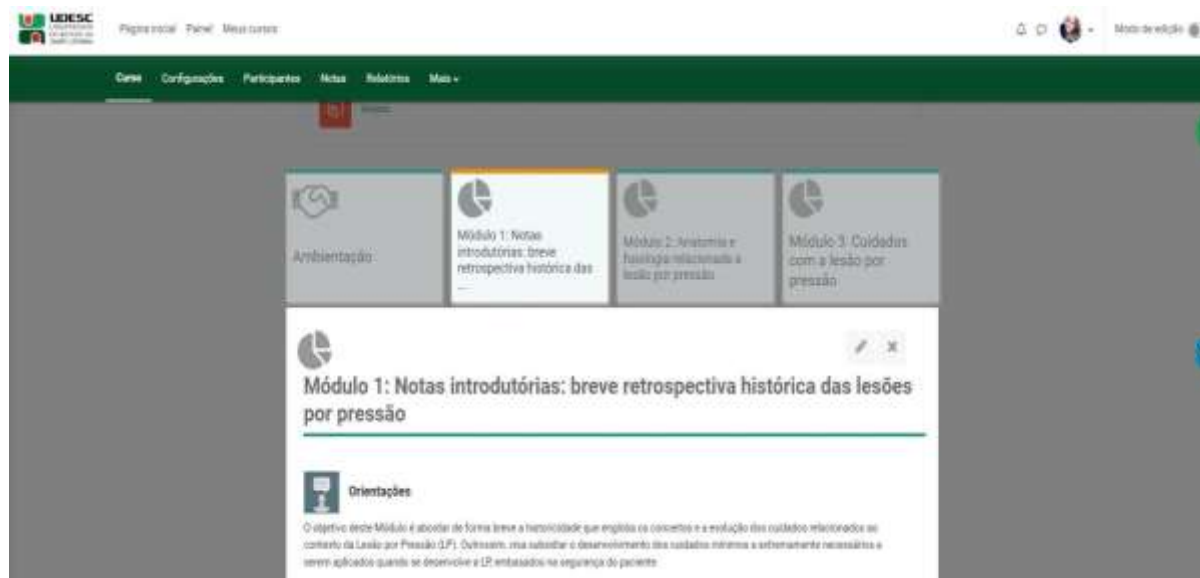 UDESC
Página inicial Painel Meus cursos
Modo de edição
Curso Configurações Participantes Notas Relatórios Mais
Ambientação
Módulo 1: Notas
introdutórias: breve
retrospectiva histórica das
...
Módulo 2: Anatomia e
fisiologia relacionada a
lesão por pressão
Módulo 3: Cuidados
com a lesão por
pressão
Módulo 1: Notas introdutórias: breve retrospectiva histórica das lesões
por pressão
Orientações
O objetivo deste Módulo é abordar de forma breve a historicidade que engloba os conceitos e a evolução dos cuidados relacionados ao
contexto da Lesão por Pressão (LP). Outrossim, visa subsidiar o desenvolvimento dos cuidados mínimos e extremamente necessários a
serem aplicados quando se desenvolve a LP, embasados na segurança do paciente